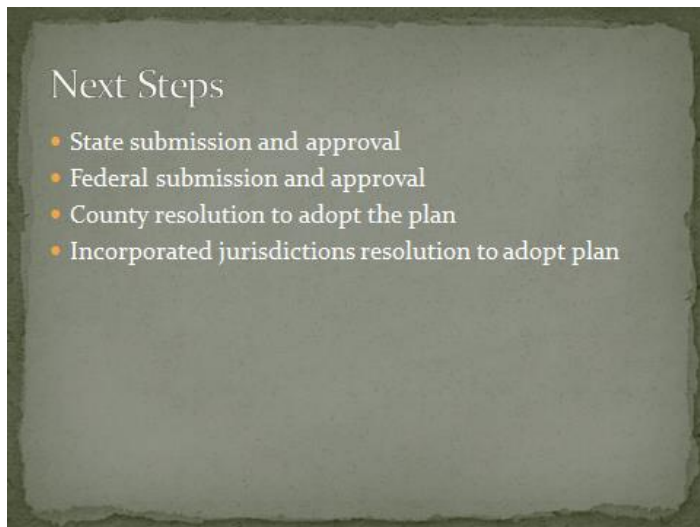 Next Steps
• State submission and approval
• Federal submission and approval
• County resolution to adopt the plan
• Incorporated jurisdictions resolution to adopt plan